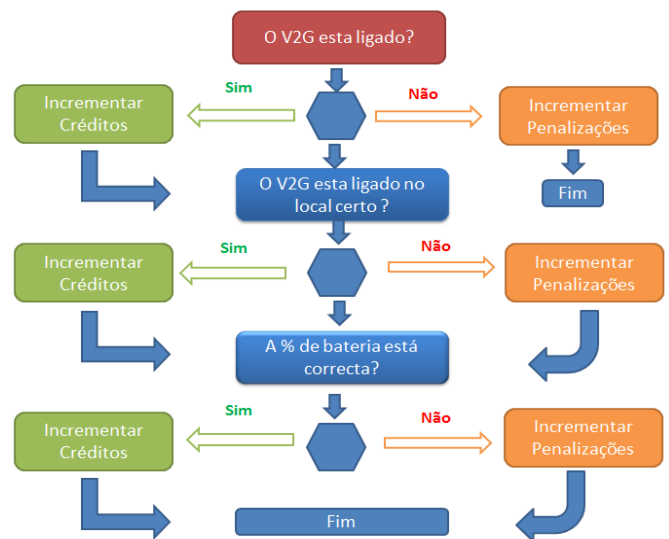 O V2G esta ligado?
Sim
Não
Incrementar
Créditos
Incrementar
Penalizações
O V2G esta ligado no
local certo ?
Fim
Sim
Não
Incrementar
Créditos
Incrementar
Penalizações
A % de bateria está
correcta?
Sim
Não
Incrementar
Créditos
Incrementar
Penalizações
Fim